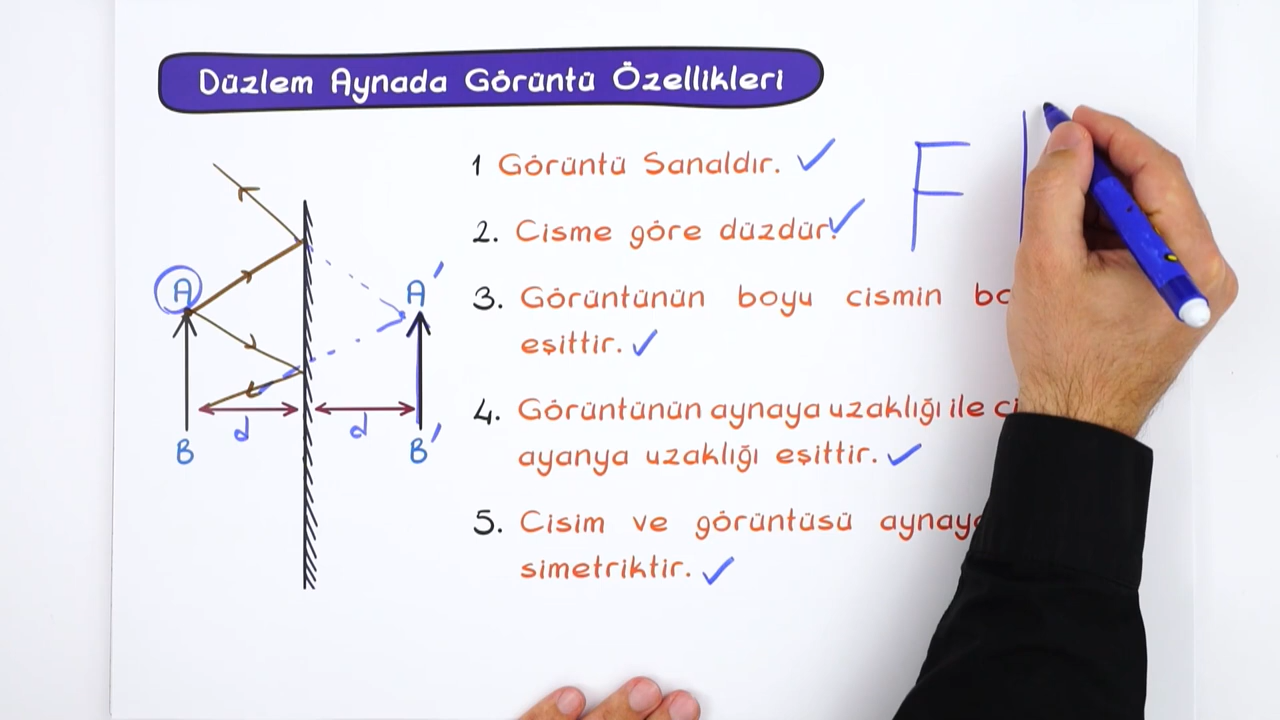 Düzlem Aynada Görüntü Özellikleri
1 Görüntü Sanaldır.
2. Cisme göre düzdür.
3. Görüntünün boyu cismin
eşittir.
4. Görüntünün aynaya uzaklığı ile
ayanya uzaklığı eşittir.
5. Cisim ve görüntüsü
simetriktir.
F
A
A'
d
d
B
B'